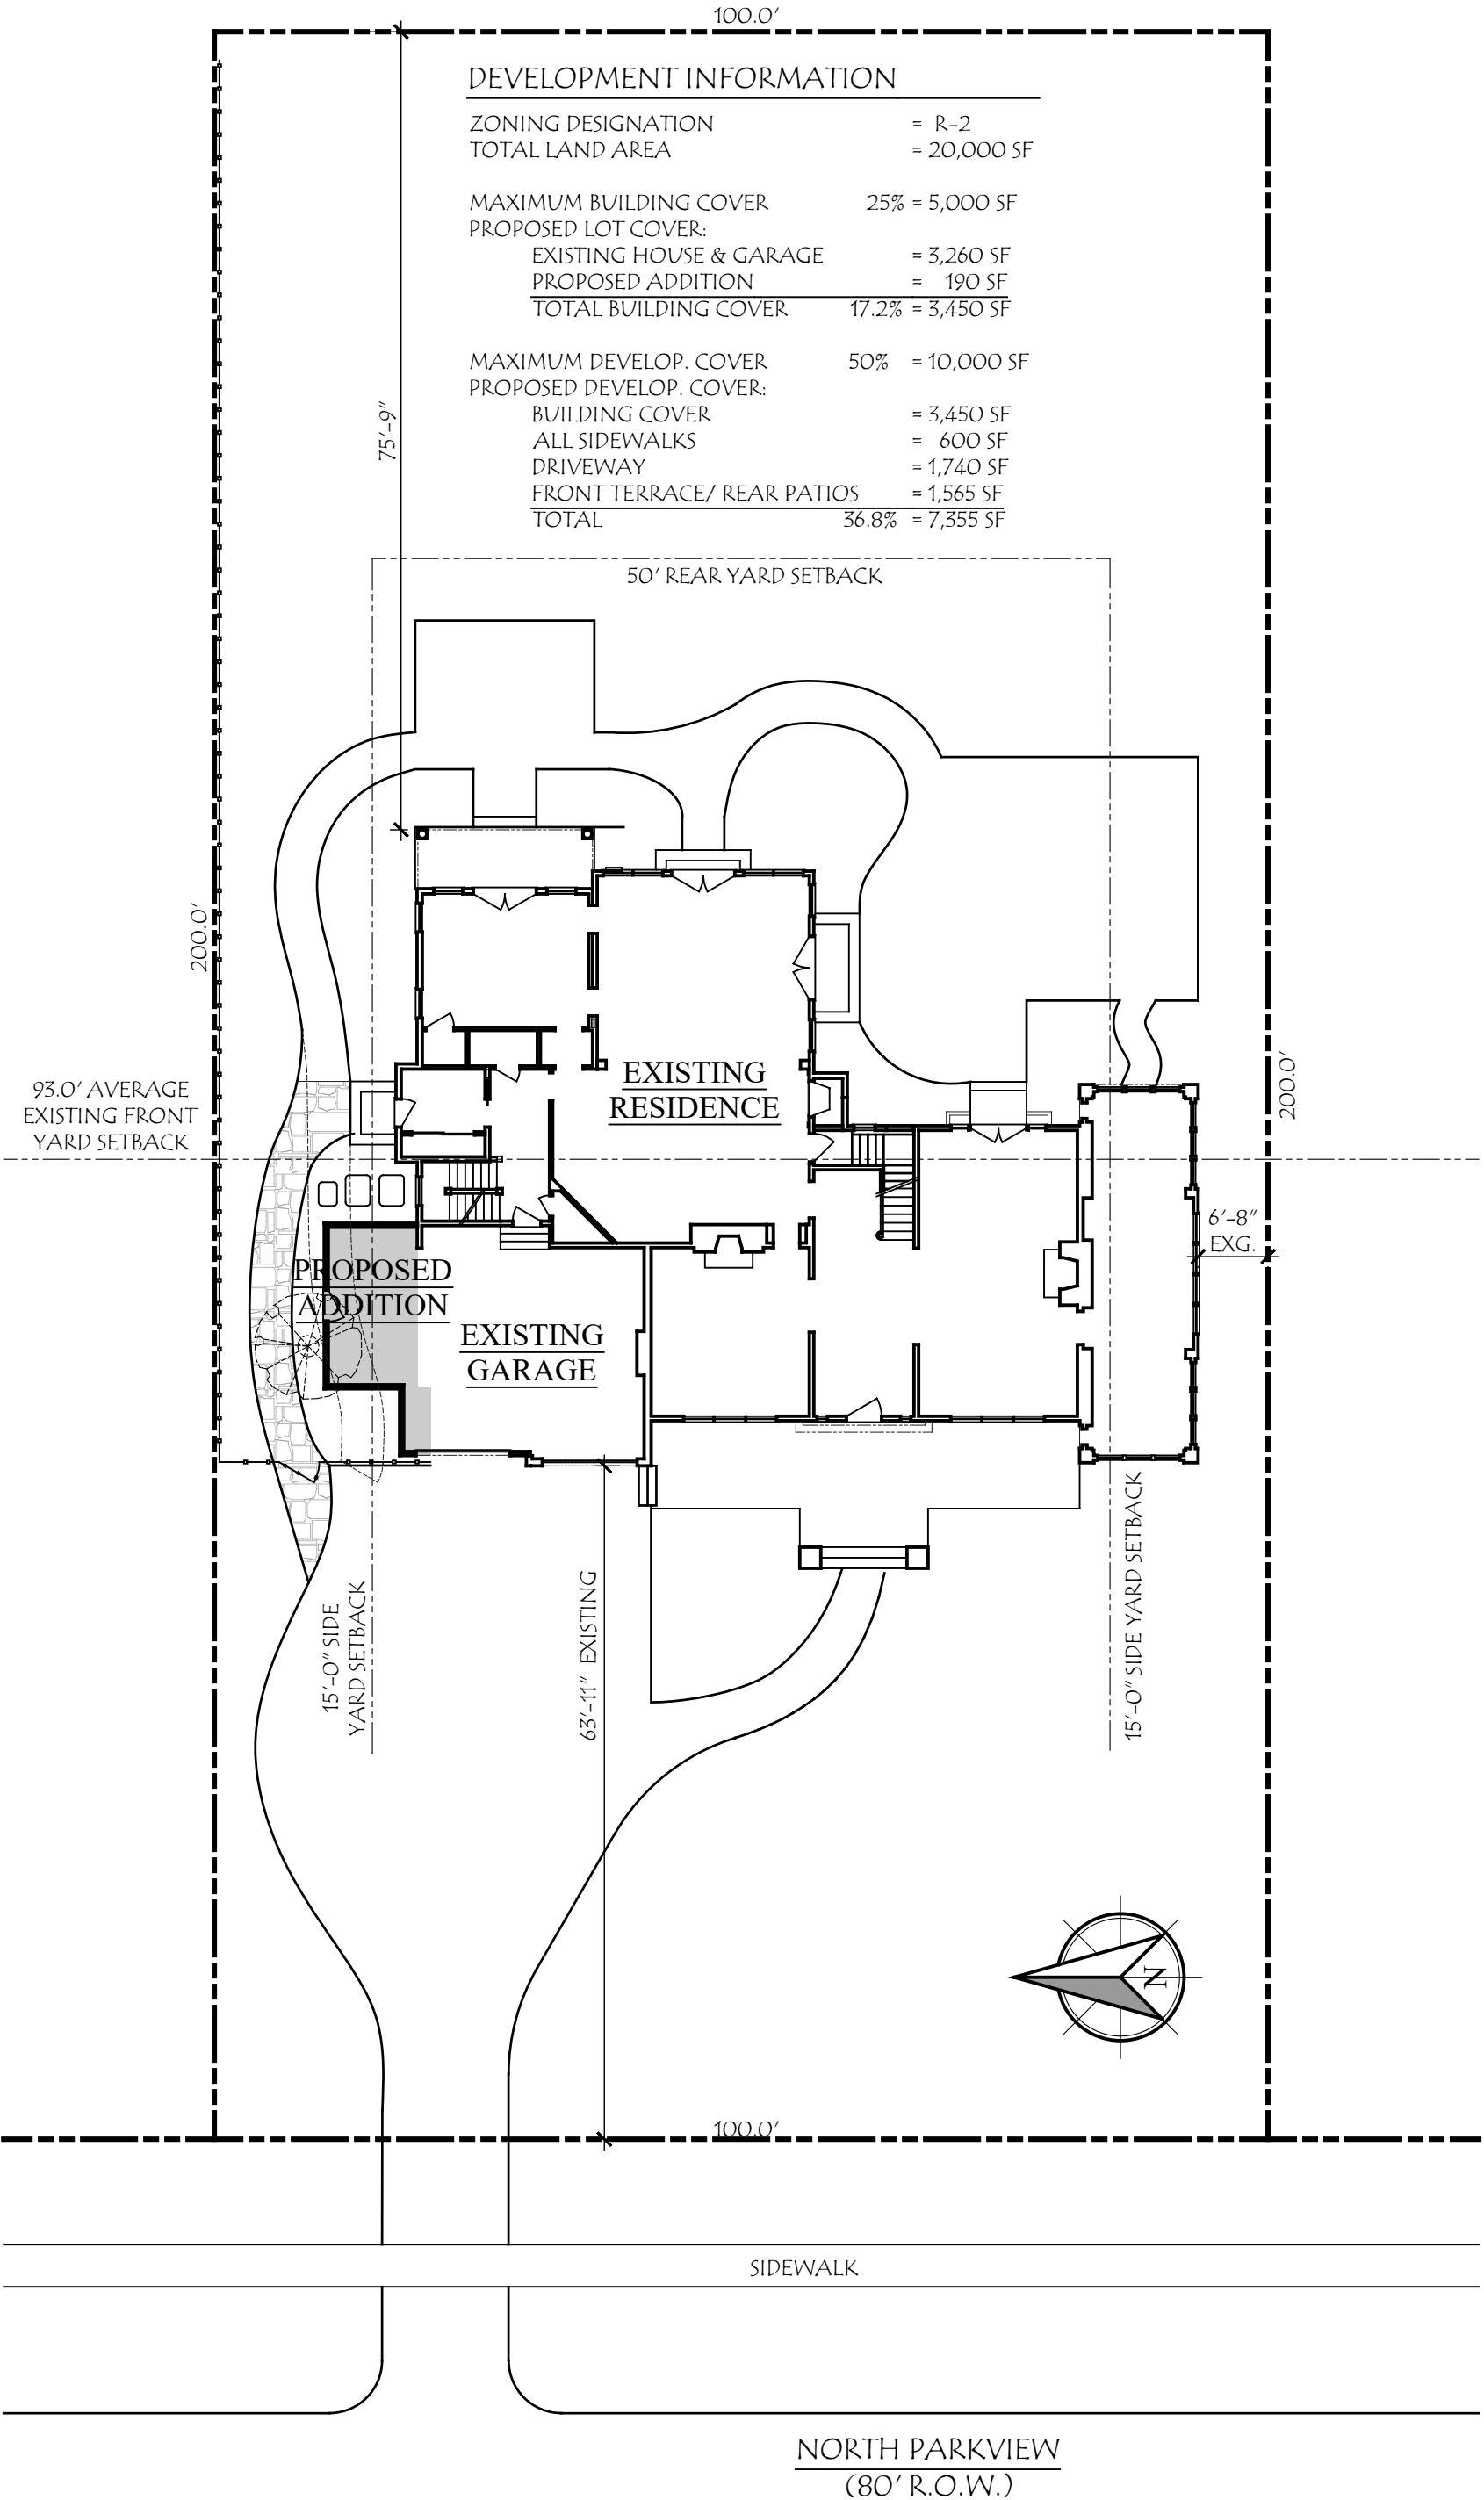 100.0'
DEVELOPMENT INFORMATION
ZONING DESIGNATION = R-2
TOTAL LAND AREA = 20,000 SF
MAXIMUM BUILDING COVER 25% = 5,000 SF
PROPOSED LOT COVER:
EXISTING HOUSE & GARAGE = 3,260 SF
PROPOSED ADDITION = 190 SF
TOTAL BUILDING COVER 17.2% = 3,450 SF
MAXIMUM DEVELOP. COVER 50% = 10,000 SF
PROPOSED DEVELOP. COVER:
BUILDING COVER = 3,450 SF
ALL SIDEWALKS = 600 SF
DRIVEWAY = 1,740 SF
FRONT TERRACE/ REAR PATIOS = 1,565 SF
TOTAL 36.8% = 7,355 SF
75'-9"
50' REAR YARD SETBACK
200.0'
93.0' AVERAGE
EXISTING FRONT
YARD SETBACK
EXISTING
RESIDENCE
200.0'
6'-8"
EXG.
PROPOSED
ADDITION
EXISTING
GARAGE
15'-0" SIDE
YARD SETBACK
63'-11" EXISTING
15'-0" SIDE YARD SETBACK
N
100.0'
SIDEWALK
NORTH PARKVIEW
(80' R.O.W.)